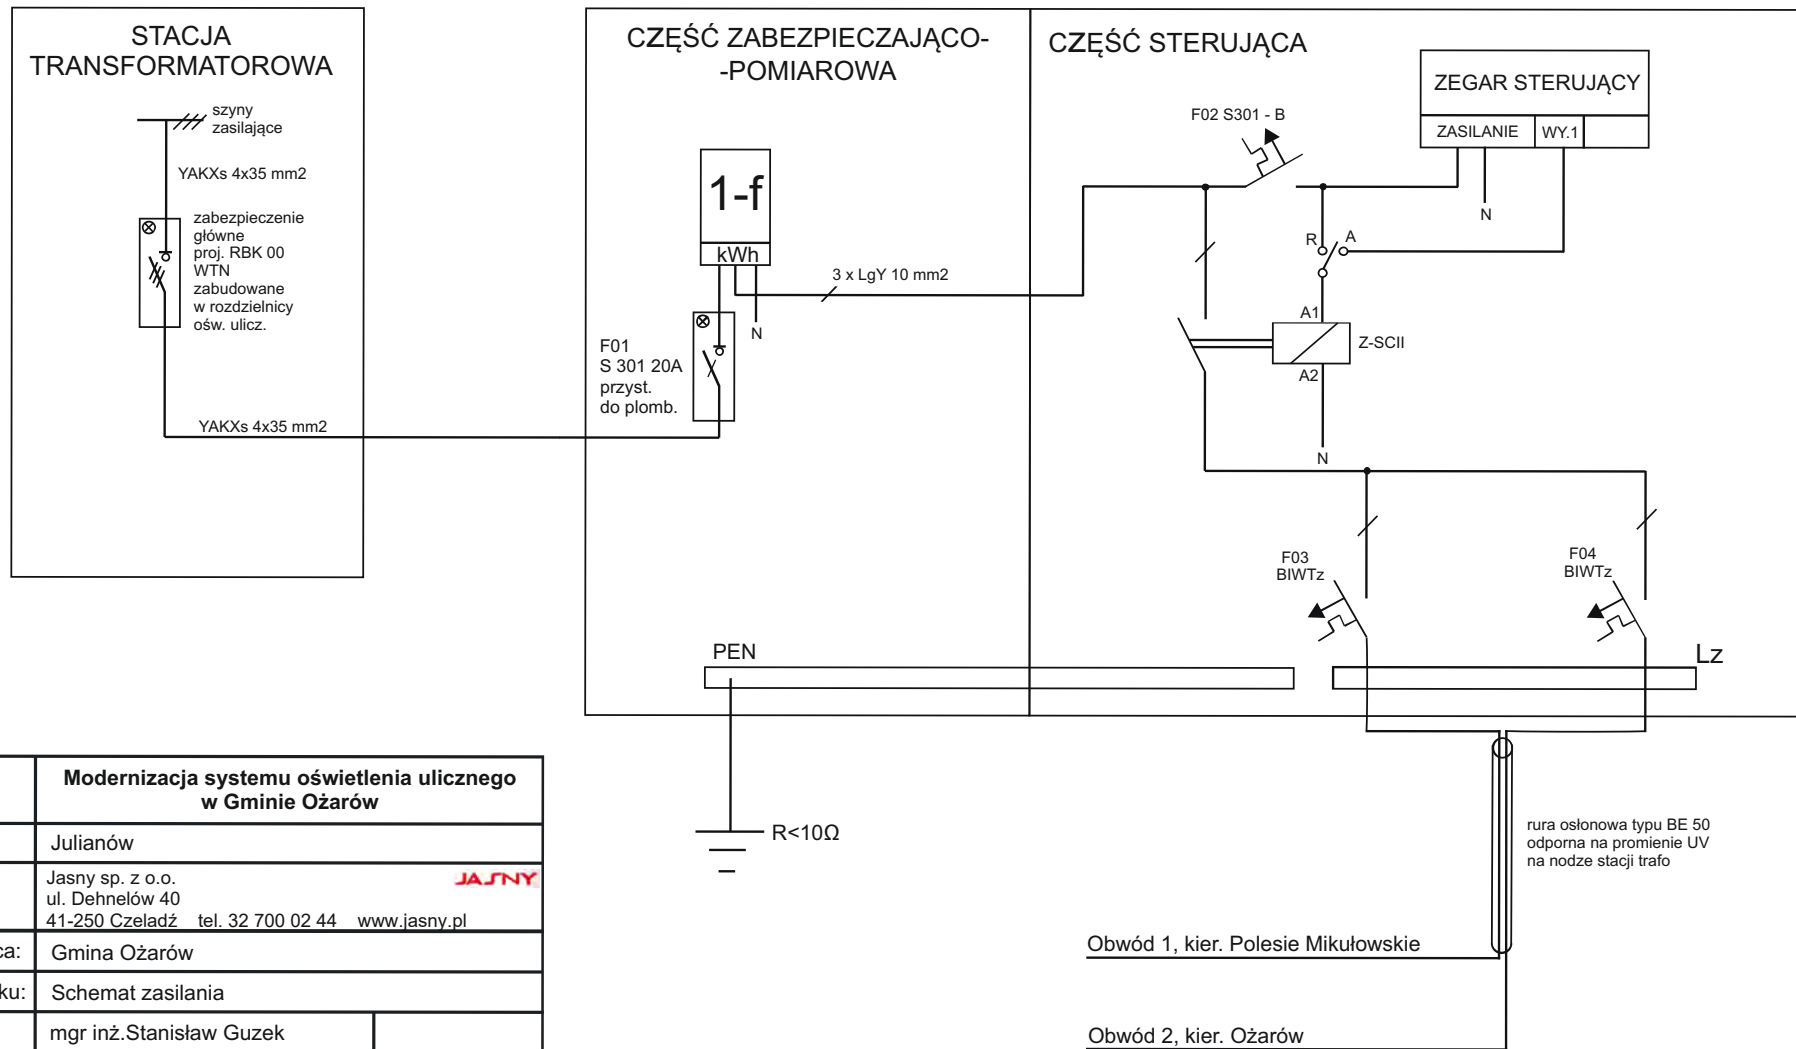 STACJA
TRANSFORMATOROWA
szyny
zasilające
YAKXs 4x35 mm2
zabezpieczenie
główne
proj. RBK 00
WTN
zabudowane
w rozdzielnicy
ośw. ulicz.
YAKXs 4x35 mm2
CZĘŚĆ ZABEZPIECZAJĄCO-
-POMIAROWA
1-f
kWh
N
3 x LgY 10 mm2
F01
S 301 20A
przyst.
do plomb.
PEN
R<10Ω
CZĘŚĆ STERUJĄCA
F02 S301 - B
ZEGAR STERUJĄCY
ZASILANIE
WY.1
N
R
A
A1
Z-SCII
A2
N
F03
BIWTz
F04
BIWTz
Lz
rura osłonowa typu BE 50
odporna na promienie UV
na nodze stacji trafo
Obwód 1, kier. Polesie Mikułowskie
Obwód 2, kier. Ożarów
Modernizacja systemu oświetlenia ulicznego
w Gminie Ożarów
Julianów
Jasny sp. z o.o.
JASNY
ul. Dehnelów 40
41-250 Czeladź tel. 32 700 02 44 www.jasny.pl
ca: Gmina Ożarów
ku: Schemat zasilania
mgr inż.Stanisław Guzek